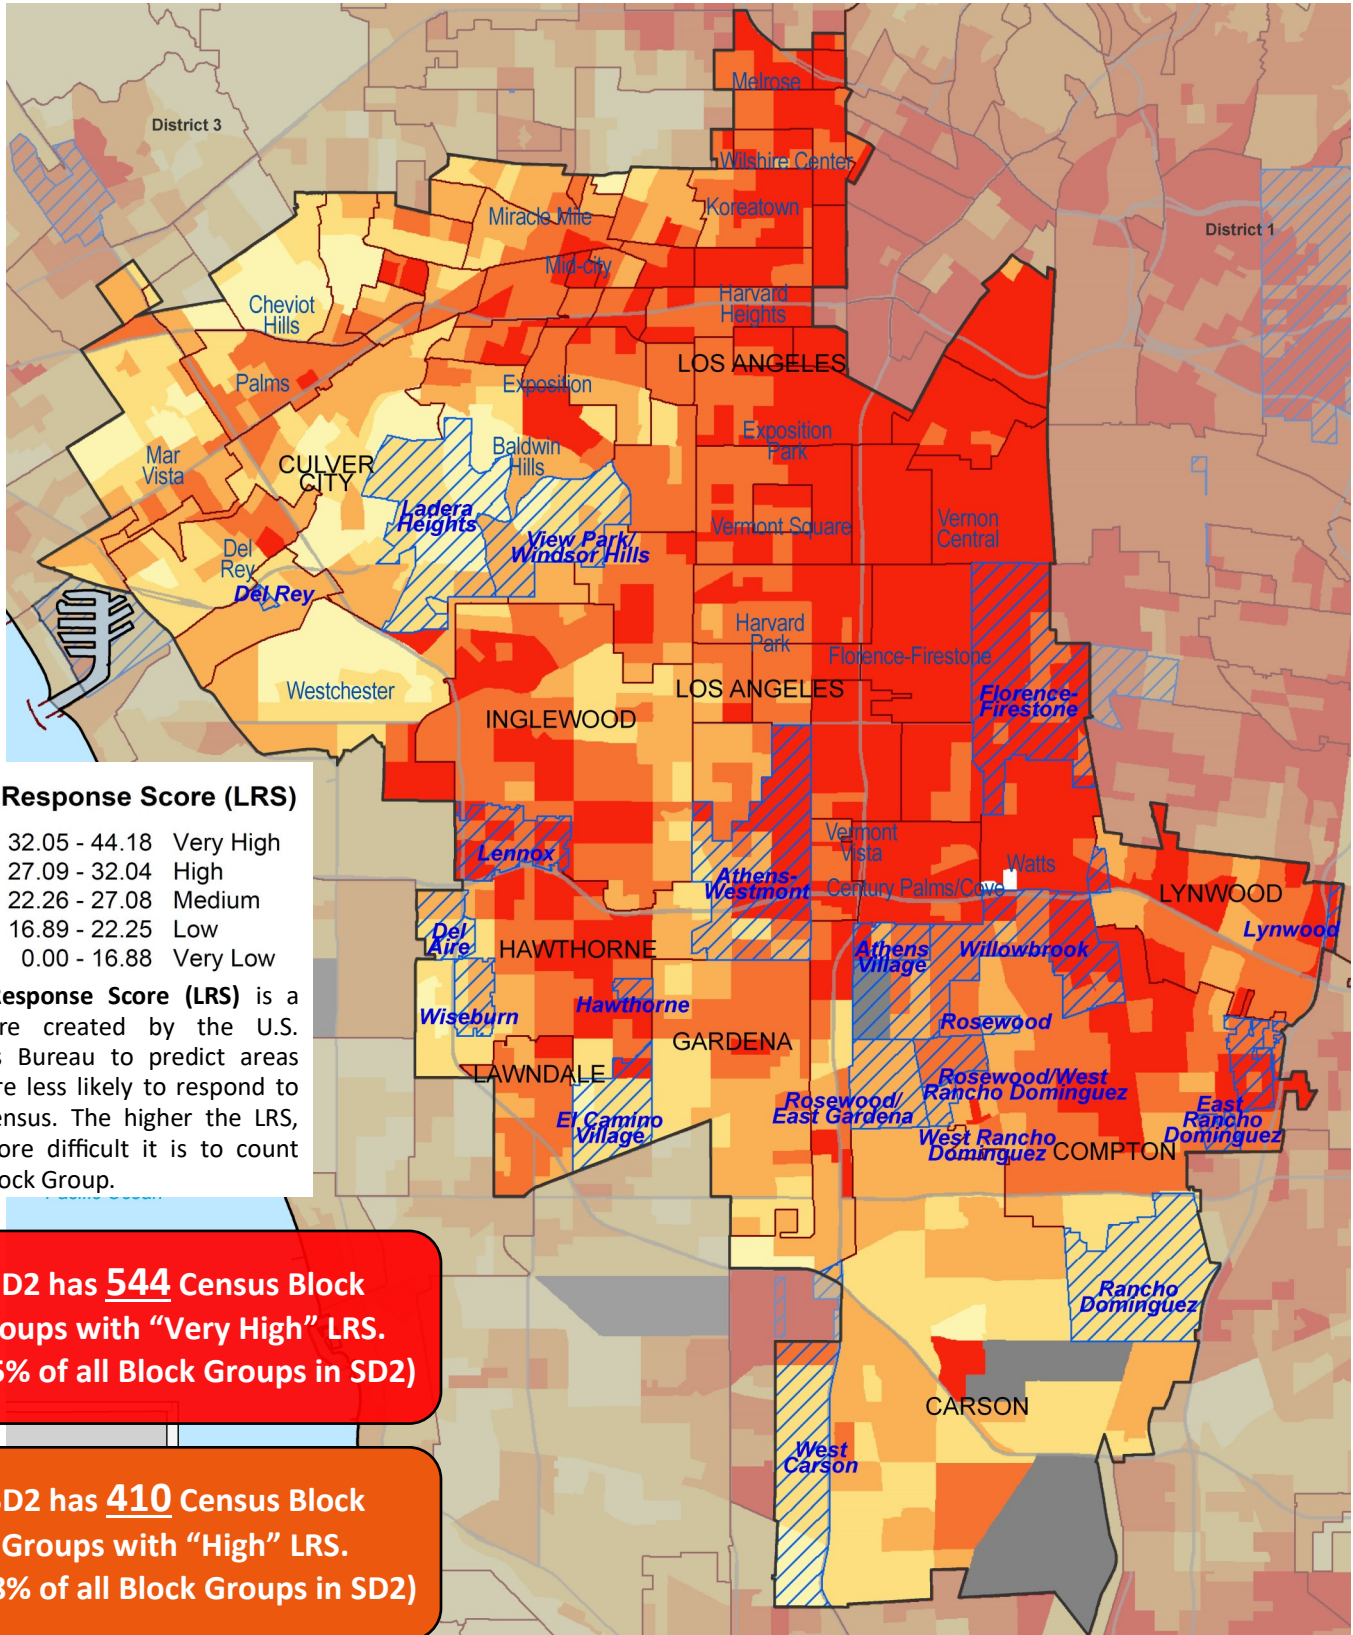 Melrose
District 3
Wilshire Center
Koreatown
Miracle Mile
District 1
Mid-city
Harvard
Heights
Cheviot
Hills
LOS ANGELES
Palms
Exposition
Exposition
Park
Baldwin
Hills
Mar
Vista
CULVER
CITY
Ladera
Heights
Vermont Square
Vernon
Central
View Park/
Windsor Hills
Del
Rey
Del Rey
Harvard
Park
Florence-Firestone
Westchester
LOS ANGELES
Florence-
Firestone
INGLEWOOD
Response Score (LRS)
32.05 - 44.18 Very High
27.09 - 32.04 High
22.26 - 27.08 Medium
16.89 - 22.25 Low
0.00 - 16.88 Very Low
Response Score (LRS) is a
re created by the U.S.
s Bureau to predict areas
re less likely to respond to
ensus. The higher the LRS,
ore difficult it is to count
lock Group.
Pacific Ocean
Lennox
Vermont
Vista
Watts
Athens-
Westmont
Century Palms/Cove
LYNWOOD
Lynwood
Del
Aire
HAWTHORNE
Athens
Village
Willowbrook
Wiseburn
Hawthorne
Rosewood
GARDENA
LAWNDALE
Rosewood/West
Rancho Dominguez
El Camino
Village
Rosewood/
East Gardena
East
Rancho
Dominguez
West Rancho
Dominguez
COMPTON
Rancho
Dominguez
CARSON
West
Carson
D2 has 544 Census Block
oups with “Very High” LRS.
5% of all Block Groups in SD2)
SD2 has 410 Census Block
Groups with “High” LRS.
8% of all Block Groups in SD2)